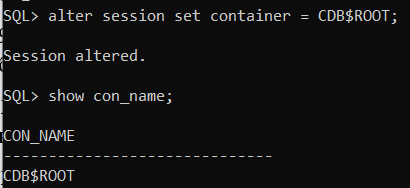 SQL> alter session set container = CDB$ROOT;
Session altered.
SQL> show con_name;
CON_NAME
------------------------------
CDB$ROOT